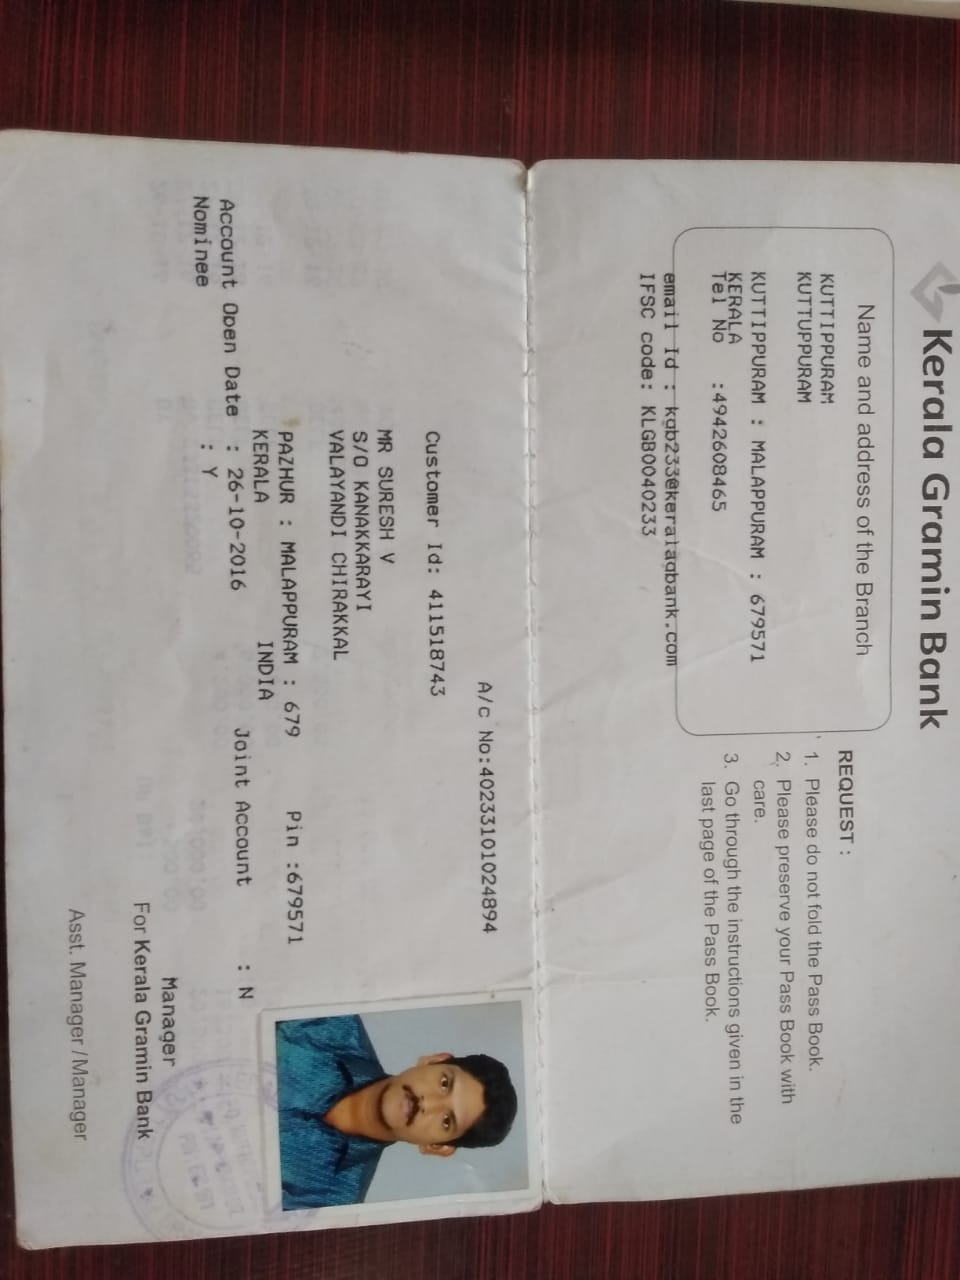 Kerala Gramin Bank
Name and address of the Branch
KUTTIPPURAM
KUTTUPPURAM
KUTTIPPURAM : MALAPPURAM : 679571
KERALA
Tel No :4942608465
email Id : kgb233@keralagbank.com
IFSC code: KLGB0040233
REQUEST :
1. Please do not fold the Pass Book.
2. Please preserve your Pass Book with
care.
3. Go through the instructions given in the
last page of the Pass Book.
A/c No:40233101024894
Customer Id: 411518743
MR SURESH V
S/O KANAKKARAYI
VALAYANDI CHIRAKKAL
PAZHUR : MALAPPURAM : 679 Pin :679571
KERALA INDIA
Account Open Date : 26-10-2016 Joint Account : N
Nominee : Y
Manager
For Kerala Gramin Bank
Asst. Manager / Manager